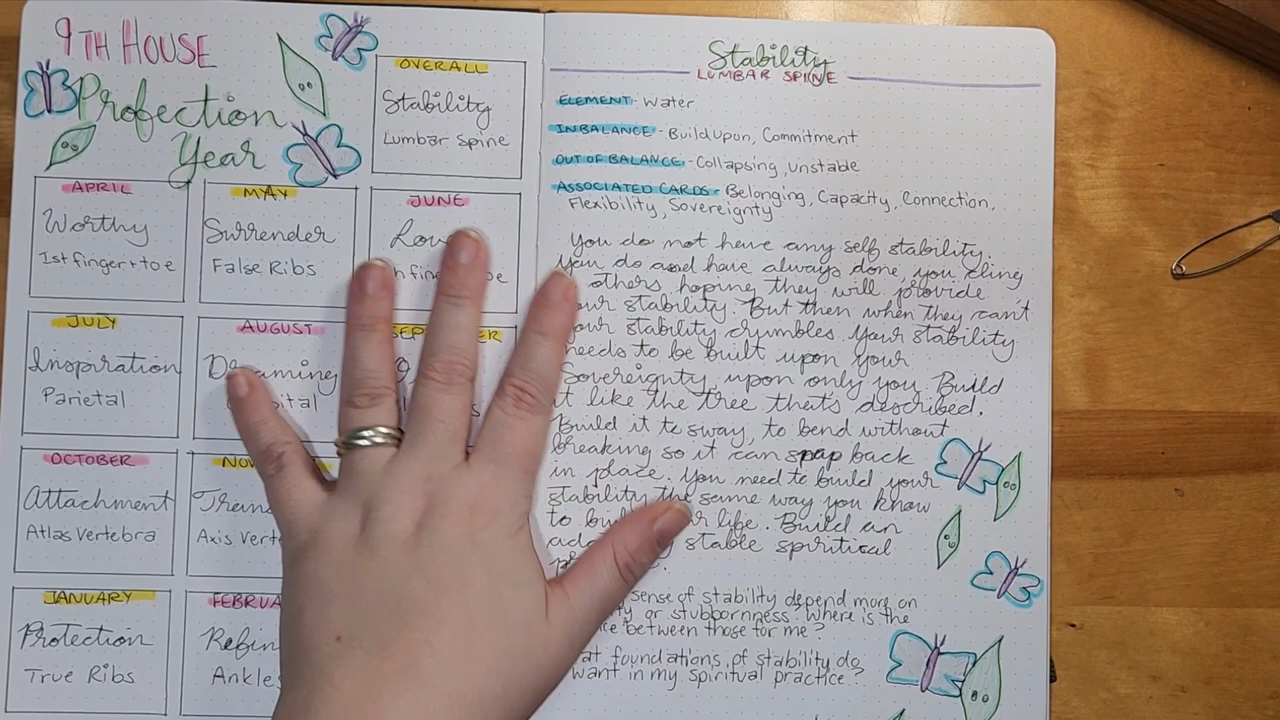 9TH HOUSE
Profection
Year
OVERALL
Stability
Lumbar Spine
APRIL
Worthy
1st finger + toe
MAY
Surrender
False Ribs
JUNE
JULY
Inspiration
Parietal
AUGUST
OCTOBER
Attachment
Atlas Vertebra
Axis
JANUARY
Protection
True Ribs
Ankles
Stability
LUMBAR SPINE
ELEMENT - Water
IN BALANCE - Build Upon, Commitment
OUT OF BALANCE - Collapsing, unstable
ASSOCIATED CARDS - Belonging, Capacity, Connection,
Flexibility, Sovereignty
You do not have any self stability.
You do and have always done, you cling
others hoping they will provide
your stability. But then when they can't
your stability crumbles. Your stability
needs to be built upon your
Sovereignty, upon only you. Build
it like the tree that's described.
Build it to sway, to bend without
breaking so it can snap back
in place. You need to build your
stability the same way you know
to build life. Build an
stable spiritical
sense of stability depend more on
or stubbornness. Where is the
between those for me?
foundations of stability do
want in my spiritual practice?